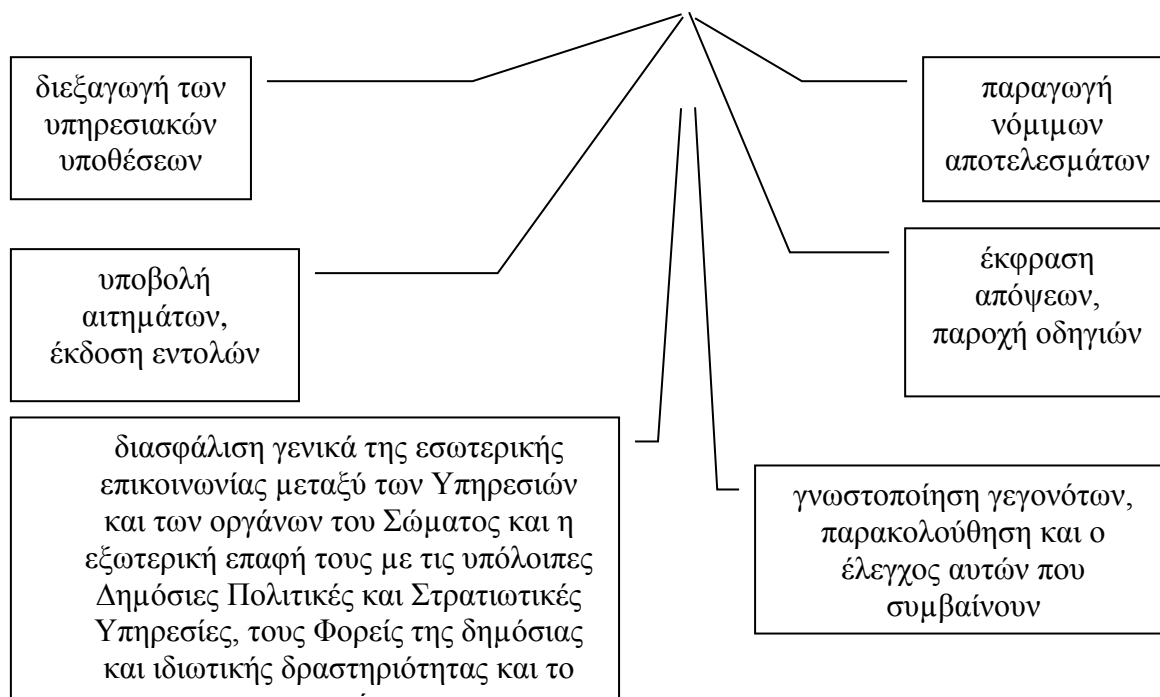 διεξαγωγή των
υπηρεσιακών
υποθέσεων
παραγωγή
νόμιμων
αποτελεσμάτων
υποβολή
αιτημάτων,
έκδοση εντολών
έκφραση
απόψεων,
παροχή οδηγιών
διασφάλιση γενικά της εσωτερικής
επικοινωνίας μεταξύ των Υπηρεσιών
και των οργάνων του Σώματος και η
εξωτερική επαφή τους με τις υπόλοιπες
Δημόσιες Πολιτικές και Στρατιωτικές
Υπηρεσίες, τους Φορείς της δημόσιας
και ιδιωτικής δραστηριότητας και το
γνωστοποίηση γεγονότων,
παρακολούθηση και ο
έλεγχος αυτών που
συμβαίνουν